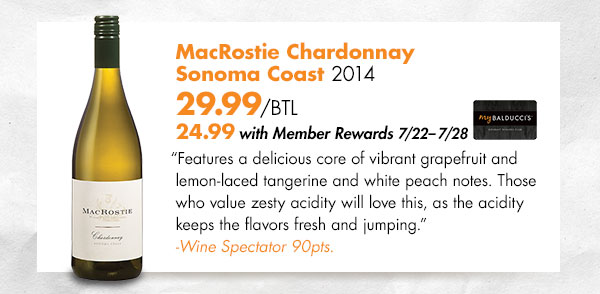 MacRostie Chardonnay
Sonoma Coast 2014
29.99/BTL
24.99 with Member Rewards 7/22–7/28
my BALDUCCI'S
“Features a delicious core of vibrant grapefruit and
lemon-laced tangerine and white peach notes. Those
who value zesty acidity will love this, as the acidity
keeps the flavors fresh and jumping.”
-Wine Spectator 90pts.
MACROSTIE
Chardonnay